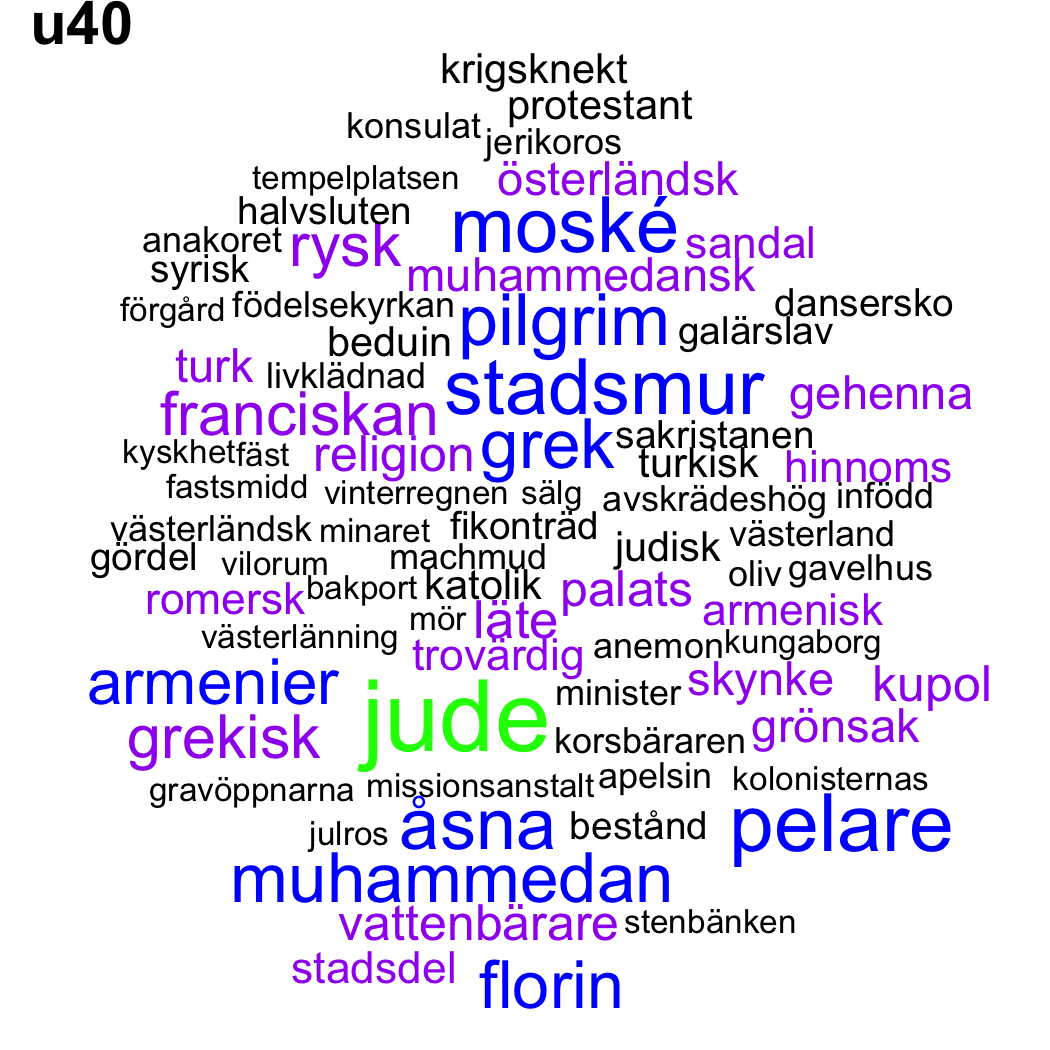 u40
krigsknekt
protestant
konsulat
jerikoros
tempelplatsen österländsk
halvsluten moské
anakoret rysk sandal
syrisk muhammedansk
förgård födelsekyrkan pilgrim dansersko
beduin galärslav
turk livklädnad stadsmur gehenna
franciskan grek sakristanen
kyskhet fäst religion turkisk hinnoms
fastsmidd vinterregnen sälg avskrädeshög infödd
västerländsk minaret fikonträd västerland
gördel vilorum machmud judisk oliv gavelhus
romersk bakport katolik palats armenisk
västerlänning mör läte anemon kungaborg
trovärdig
armenier jude minister skynke kupol
grekisk korsbäraren grönsak
gravöppnarna missionsanstalt apelsin kolonisternas
julros åsna bestånd pelare
muhammedan
vattenbärare stenbänken
stadsdel florin